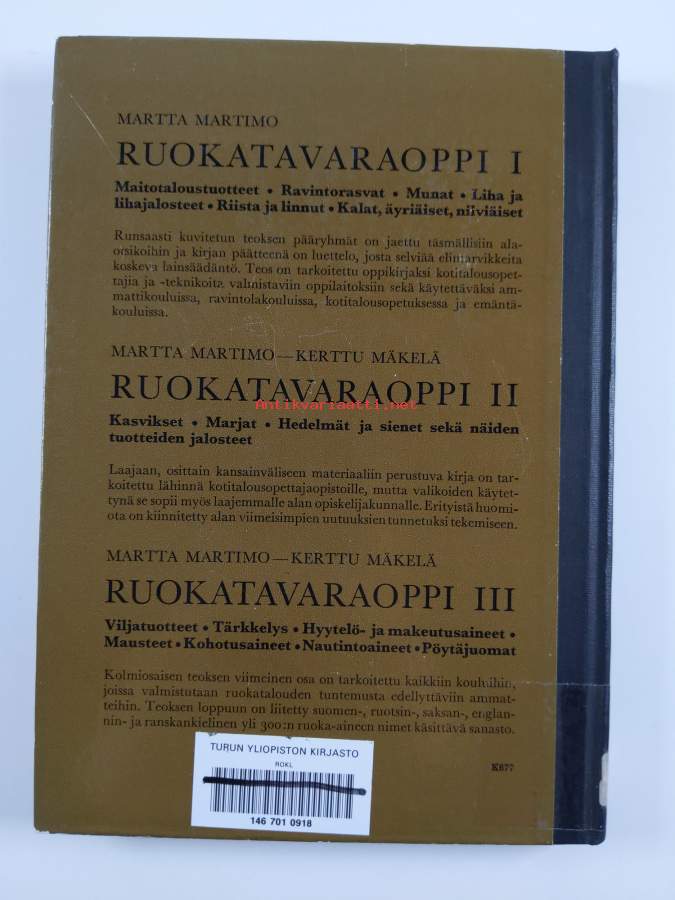 MARTTA MARTIMO
RUOKATAVARAOPPI I
Maitotaloustuotteet • Ravintorasvat • Munat • Liha ja
lihajalosteet • Riista ja linnut • Kalat, äyriäiset, nilviäiset
Runsaasti kuvitetun teoksen pääryhmät on jaettu täsmällisiin ala-
otsikoihin ja kirjan päätteenä on luettelo, josta selviää elintarvikkeita
koskeva lainsäädäntö. Teos on tarkoitettu oppikirjaksi kotitalousopet-
tajia ja -teknikoita valmistaviin oppilaitoksiin sekä käytettäväksi am-
mattikouluissa, ravintolakouluissa, kotitalousopetuksessa ja emäntä-
kouluissa.
MARTTA MARTIMO — KERTTU MÄKELÄ
RUOKATAVARAOPPI II
Antikvariaatti.net
Kasvikset • Marjat • Hedelmät ja sienet sekä näiden
tuotteiden jalosteet
Laajaan, osittain kansainväliseen materiaaliin perustuva kirja on tar-
koitettu lähinnä kotitalousopettajaopistoille, mutta valikoiden käytet-
tynä se sopii myös laajemmalle alan opiskelijakunnalle. Erityistä huomi-
ota on kiinnitetty alan viimeisimpien uutuuksien tunnetuksi tekemiseen.
MARTTA MARTIMO — KERTTU MÄKELÄ
RUOKATAVARAOPPI III
Viljatuotteet • Tärkkelys • Hyytelö- ja makeutusaineet •
Mausteet • Kohotusaineet • Nautintoaineet • Pöytäjuomat
Kolmiosaisen teoksen viimeinen osa on tarkoitettu kaikkiin kouluihin,
joissa valmistutaan ruokatalouden tuntemusta edellyttäviin ammat-
teihin. Teoksen loppuun on liitetty suomen-, ruotsin-, saksan-, englan-
nin- ja ranskankielinen yli 300:n ruoka-aineen nimet käsittävä sanasto.
TURUN YLIOPISTON KIRJASTO
ROKL
146 701 0918
K677